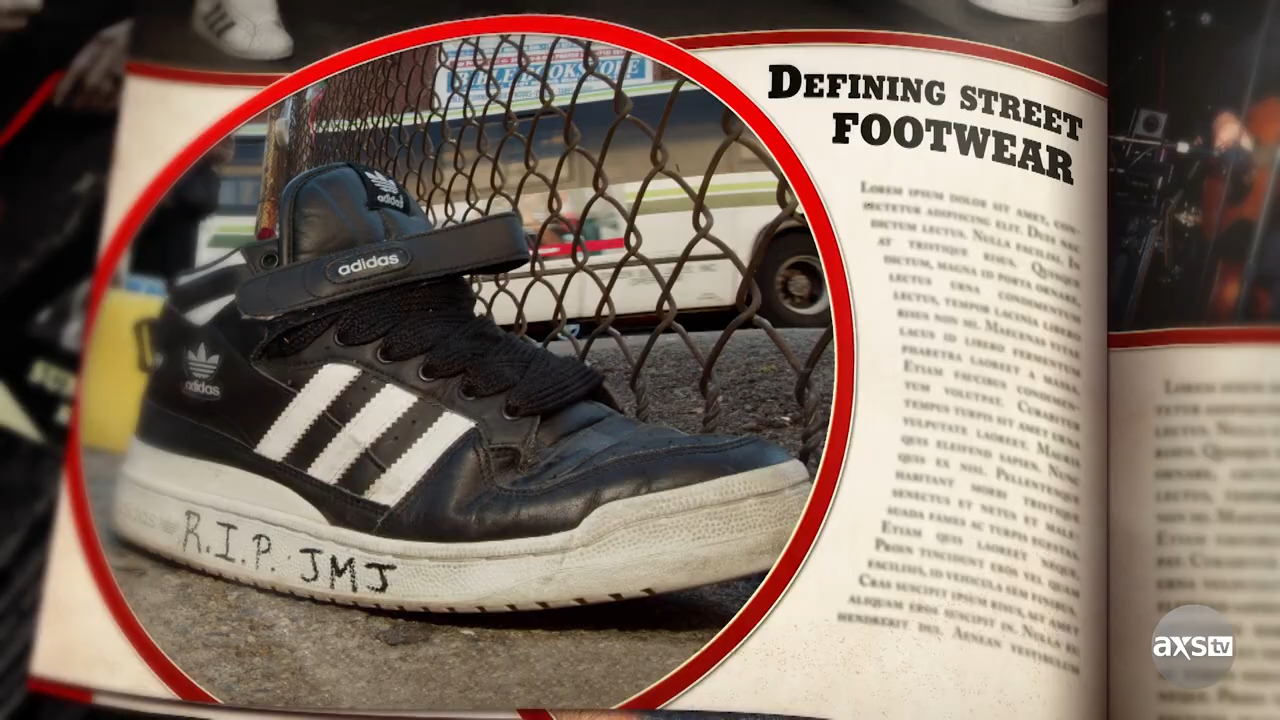 DEFINING STREET
FOOTWEAR
BIBLE BOOKSTORE
adidas
adidas
adidas
R.I.P. JMJ
LOREM IPSUM DOLOR SIT AMET, CON-
SECTETUR ADIPISCING ELIT. DUIS NEC
DICTUM LECTUS. NULLA FACILISI. IN
AT TRISTIQUE RISUS. QUISQUE
DICTUM, MAGNA ID PORTA ORNARE,
LECTUS URNA CONDIMENTUM
LECTUS, TEMPOR LACINIA LIBERO
RISUS NON MI. MAECENAS VITAE
LACUS ID LIBERO FERMENTUM
PHARETRA LAOREET A MASSA.
ETIAM FAUCIBUS CONDIMEN-
TUM VOLUTPAT. CURABITUR
TEMPUS TURPIS SIT AMET URNA
VULPUTATE LAOREET. MAURIS
QUIS ELEIFEND SAPIEN. NUNC
QUIS EX NISL. PELLENTESQUE
HABITANT MORBI TRISTIQUE
SENECTUS ET NETUS ET MALE-
SUADA FAMES AC TURPIS EGESTAS.
ETIAM QUIS LAOREET NEQUE.
PROIN TINCIDUNT EROS VEL QUAM
FACILISIS, ID VEHICULA SEM FINIBUS.
CRAS SUSCIPIT IPSUM RISUS, SIT AMET
ALIQUAM EROS SUSCIPIT IN. NULLA EU
HENDRERIT DUI. AENEAN VESTIBULUM
axs tv